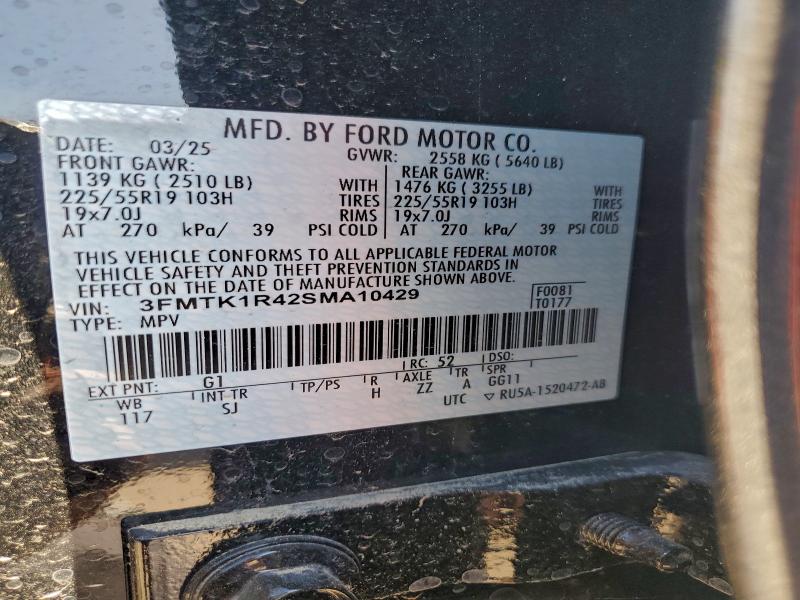 MFD. BY FORD MOTOR CO.
DATE: 03/25 GVWR: 2558 KG ( 5640 LB)
FRONT GAWR: REAR GAWR:
1139 KG ( 2510 LB) WITH 1476 KG ( 3255 LB) WITH
225/55R19 103H TIRES 225/55R19 103H TIRES
19x7.0J RIMS 19x7.0J RIMS
AT 270 kPa/ 39 PSI COLD AT 270 kPa/ 39 PSI COLD
THIS VEHICLE CONFORMS TO ALL APPLICABLE FEDERAL MOTOR
VEHICLE SAFETY AND THEFT PREVENTION STANDARDS IN
EFFECT ON THE DATE OF MANUFACTURE SHOWN ABOVE.
VIN: 3FMTK1R42SMA10429 F0081
TYPE: MPV T0177
EXT PNT: G1 RC: 52 DSO:
WB INT TR TP/PS R AXLE TR SPR
117 SJ H ZZ A GG11
UTC ▽ RU5A-1520472-AB